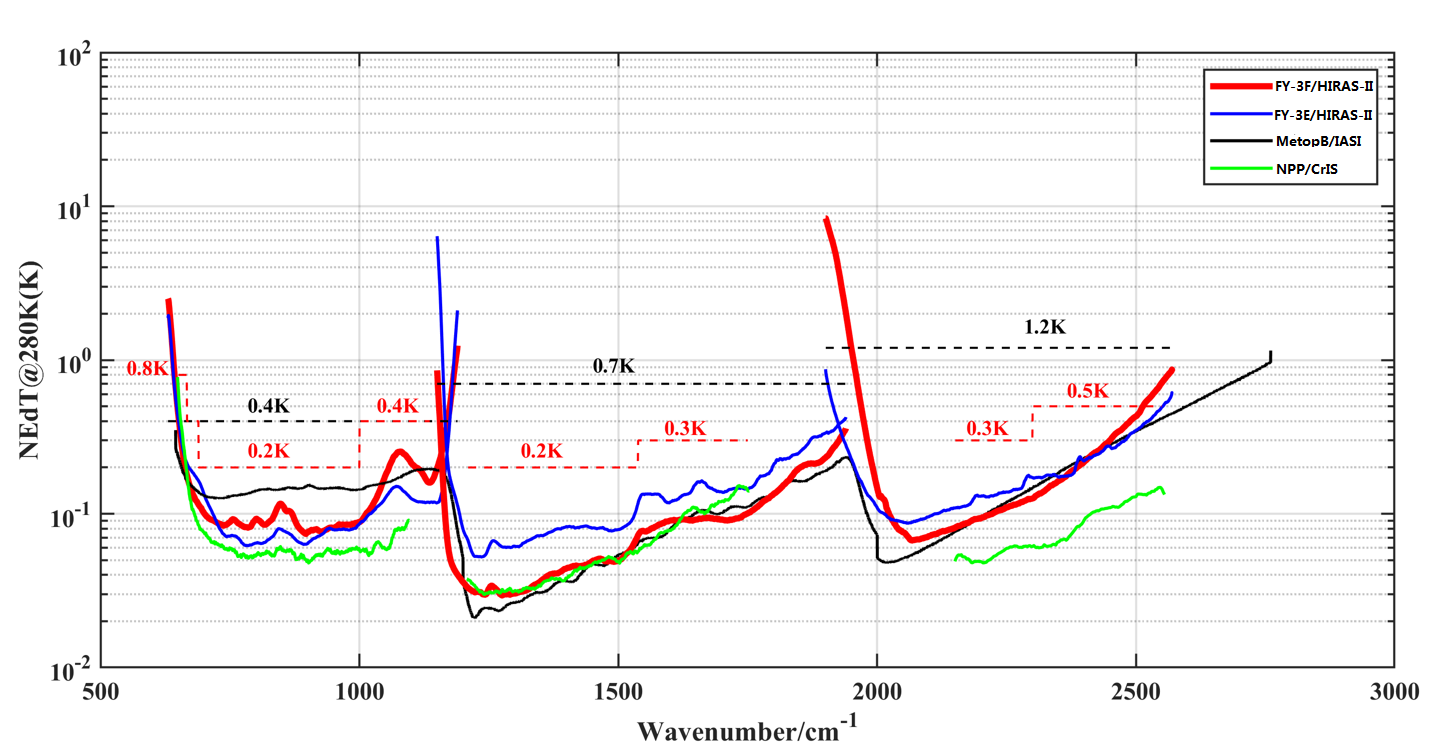 10²
10¹
10⁰
10⁻¹
10⁻²
NEdT@280K(K)
FY-3F/HIRAS-II
FY-3E/HIRAS-II
MetopB/IASI
NPP/CrIS
1.2K
0.8K
0.7K
0.5K
0.4K
0.4K
0.3K
0.3K
0.2K
0.2K
500
1000
1500
2000
2500
3000
Wavenumber/cm⁻¹